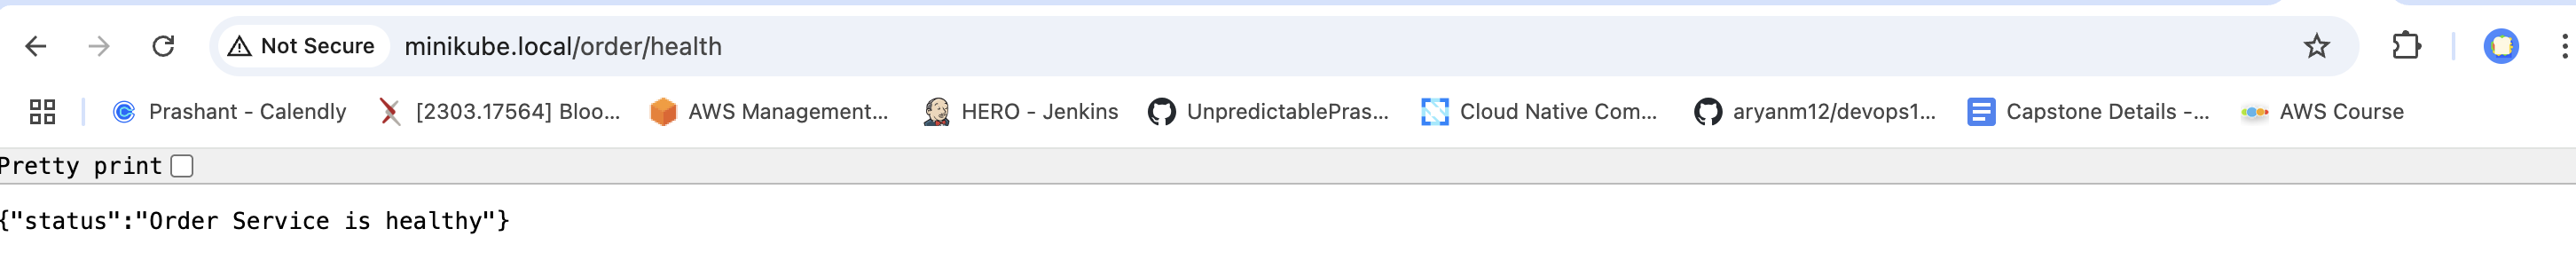 Not Secure minikube.local/order/health
Prashant - Calendly [2303.17564] Bloo... AWS Management... HERO - Jenkins UnpredictablePras... Cloud Native Com... aryanm12/devops1... Capstone Details -... AWS Course
Pretty print
{"status":"Order Service is healthy"}